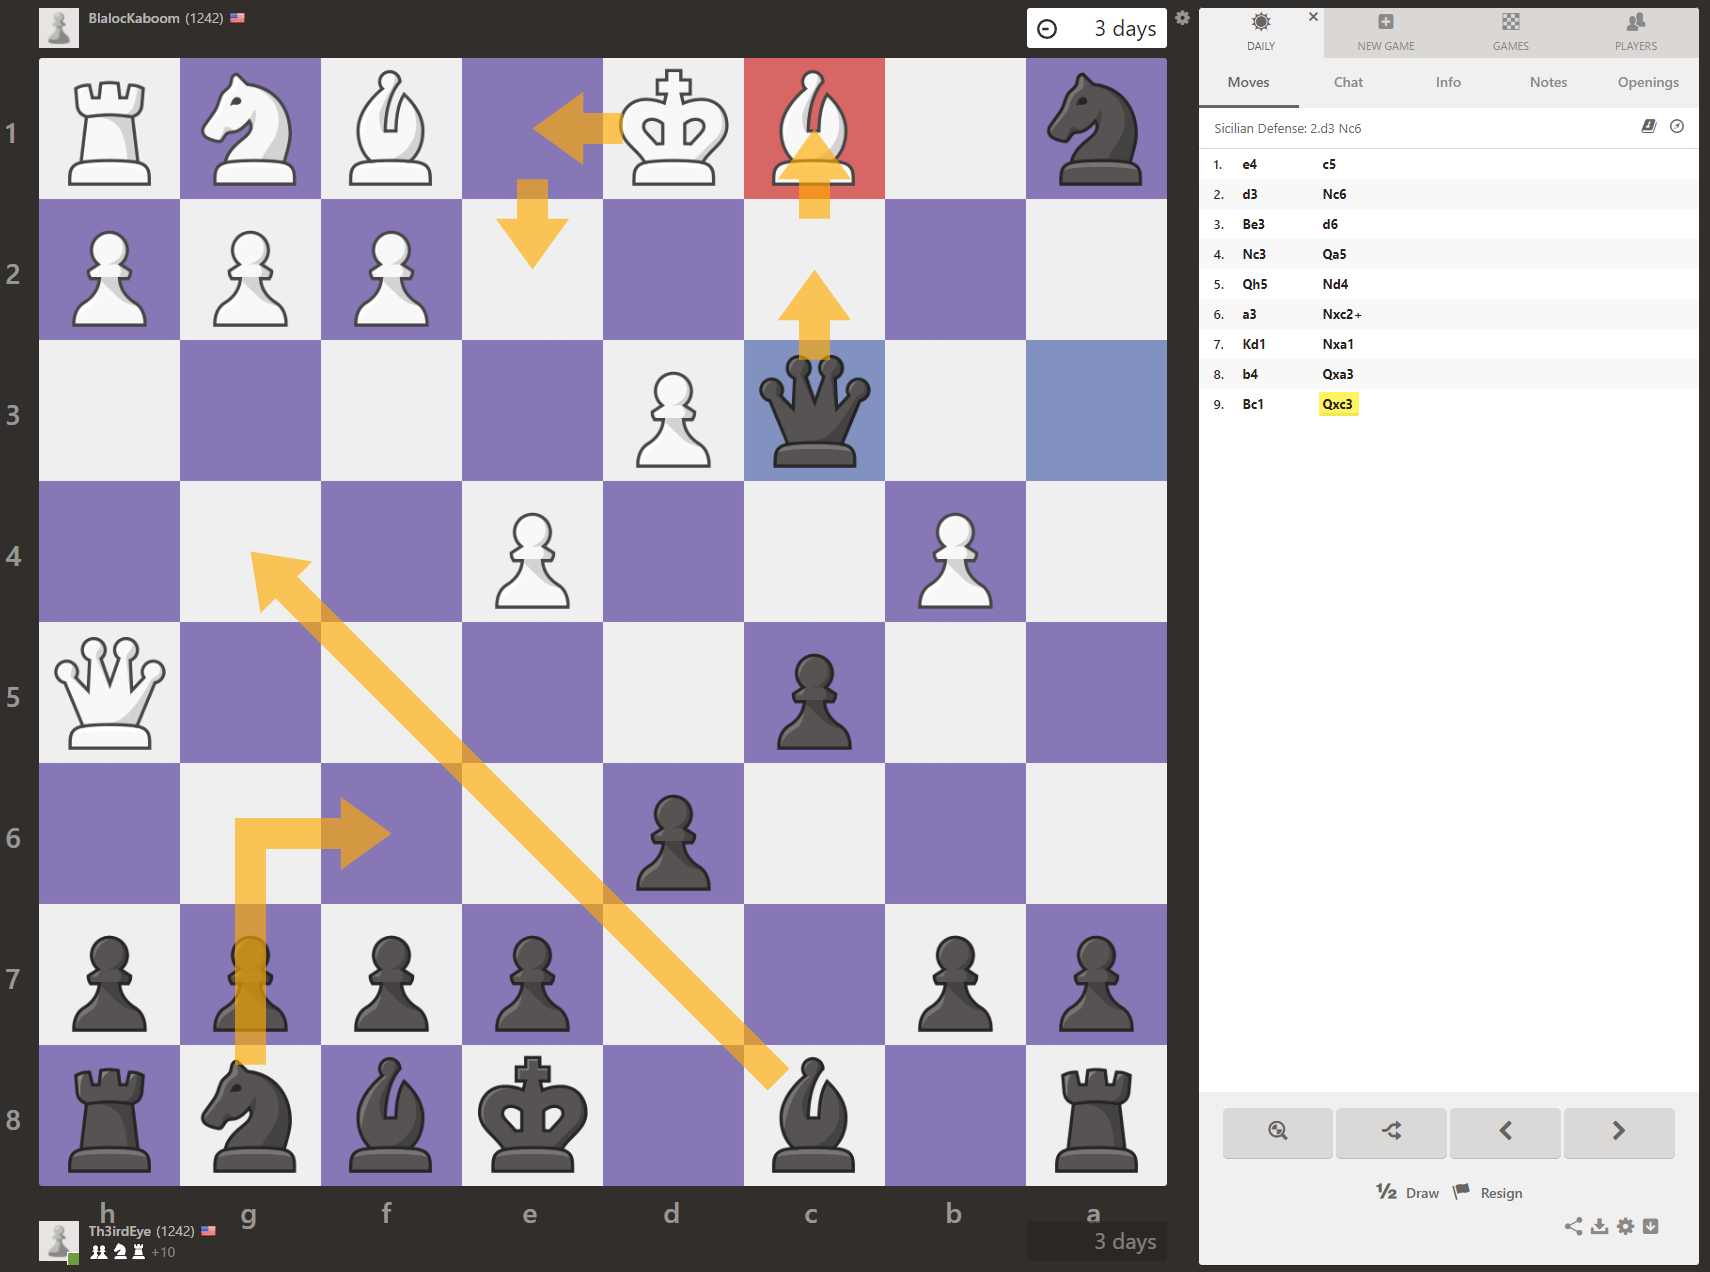 BlalocKaboom (1242)
3 days
1
2
3
4
5
6
7
8
h g f e d c b a
Th3irdEye (1242)
+10
3 days
DAILY NEW GAME GAMES PLAYERS
Moves Chat Info Notes Openings
Sicilian Defense: 2.d3 Nc6
1. e4 c5
2. d3 Nc6
3. Be3 d6
4. Nc3 Qa5
5. Qh5 Nd4
6. a3 Nxc2+
7. Kd1 Nxa1
8. b4 Qxa3
9. Bc1 Qxc3
½ Draw Resign